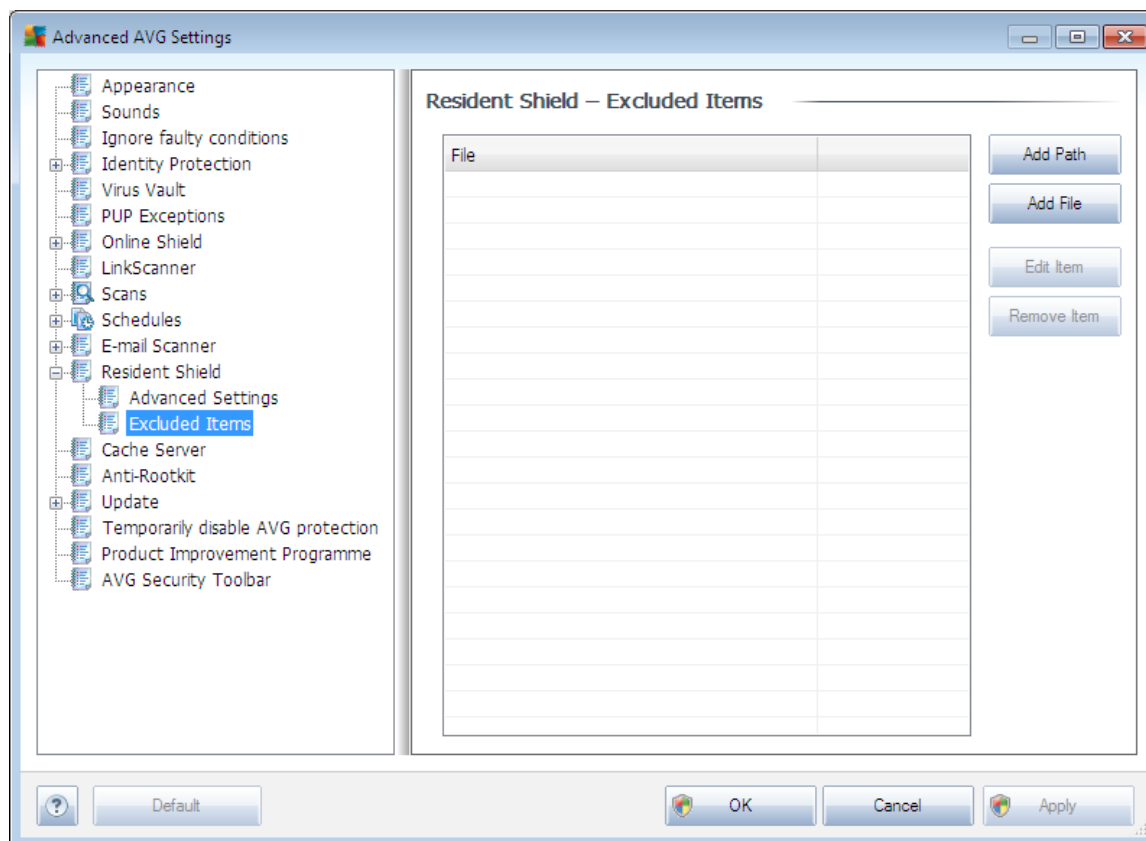 Advanced AVG Settings
Appearance
Sounds
Ignore faulty conditions
Identity Protection
Virus Vault
PUP Exceptions
Online Shield
LinkScanner
Scans
Schedules
E-mail Scanner
Resident Shield
Advanced Settings
Excluded Items
Cache Server
Anti-Rootkit
Update
Temporarily disable AVG protection
Product Improvement Programme
AVG Security Toolbar
Resident Shield – Excluded Items
File
Add Path
Add File
Edit Item
Remove Item
?
Default
OK
Cancel
Apply